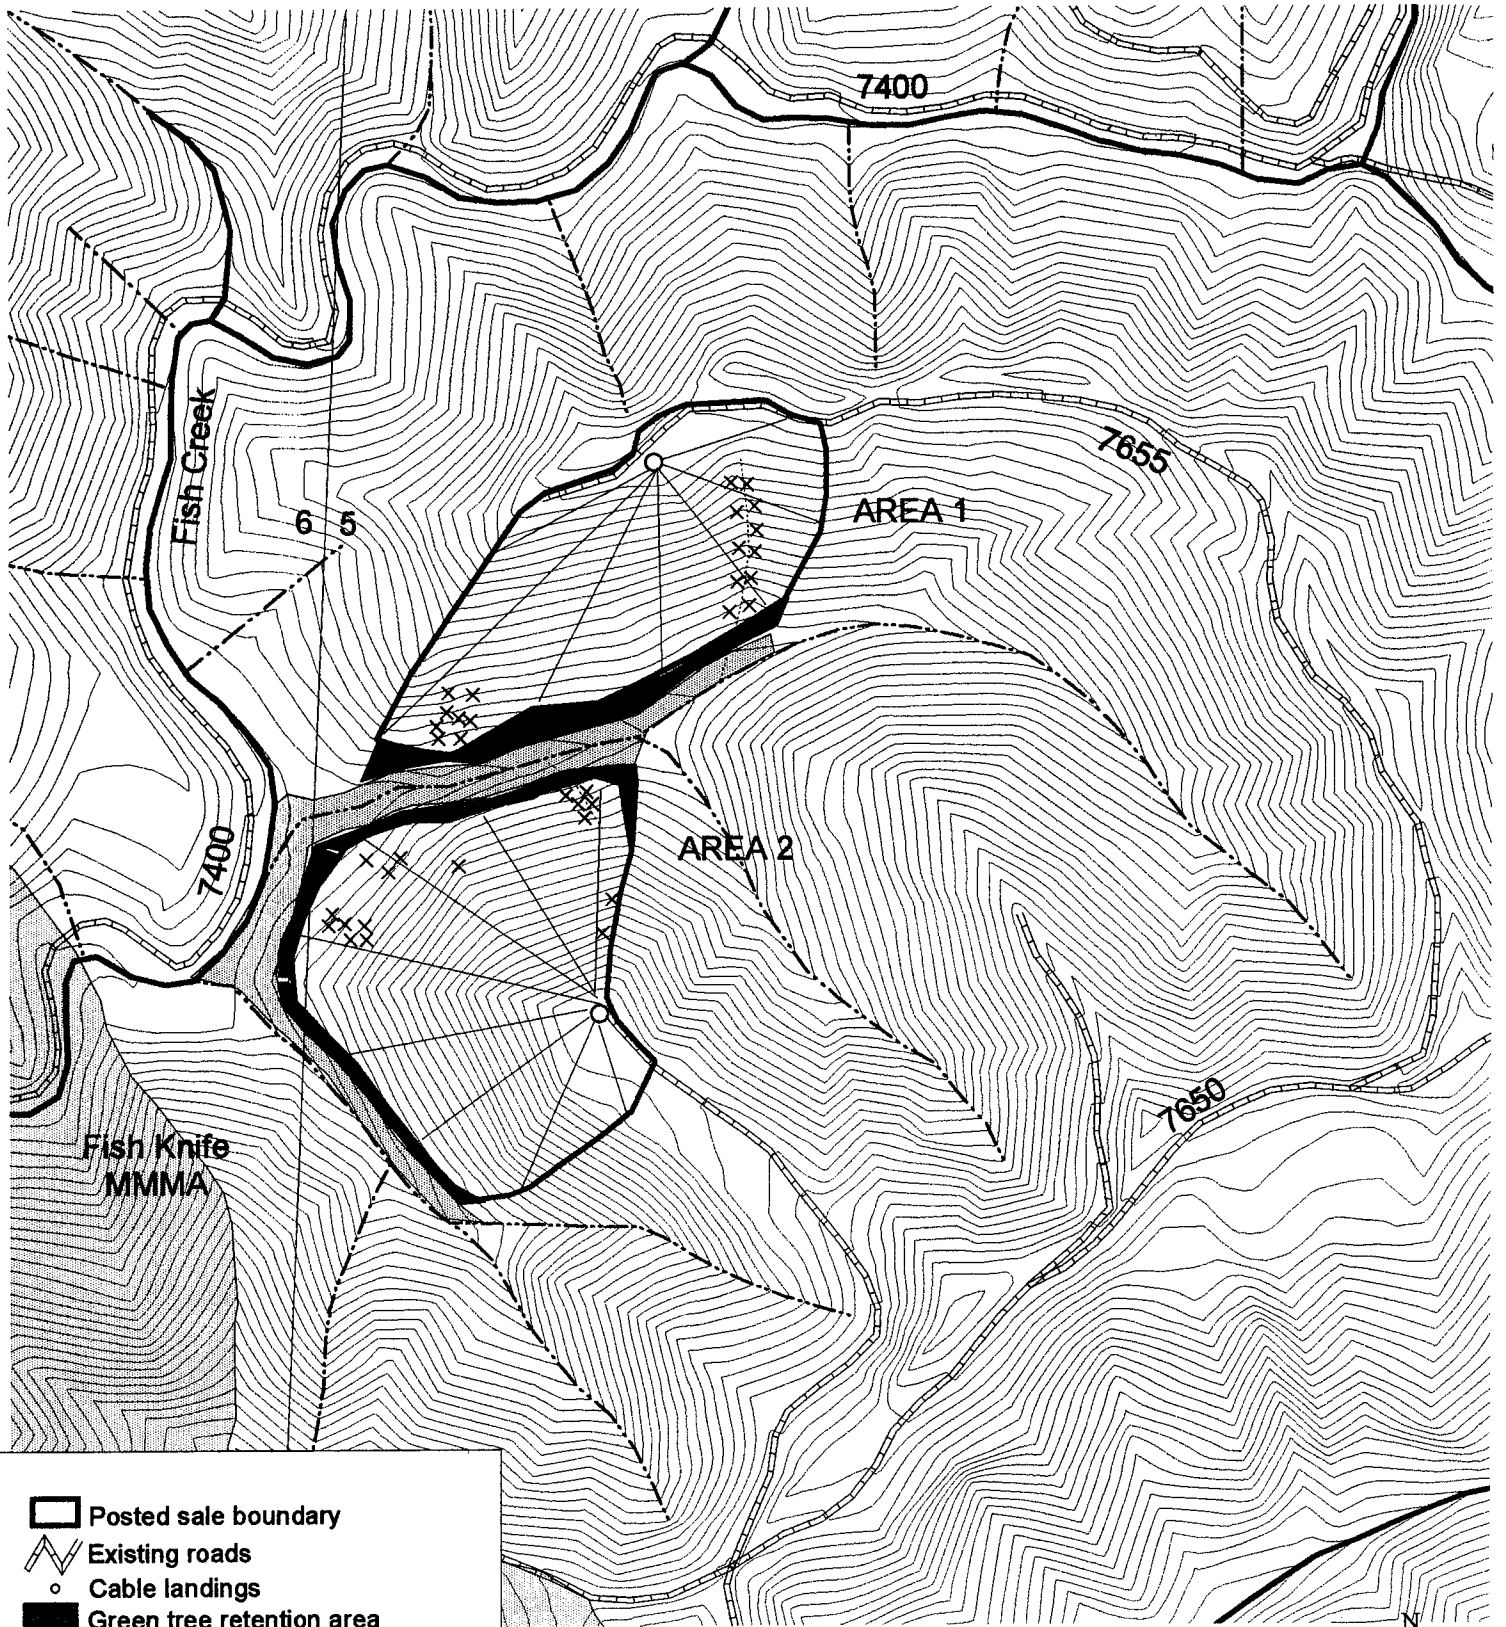 7400
7655
Fish Creek
6 5
AREA 1
7400
AREA 2
7650
Fish Knife
MMMA
Posted sale boundary
Existing roads
Cable landings
Green tree retention area
N